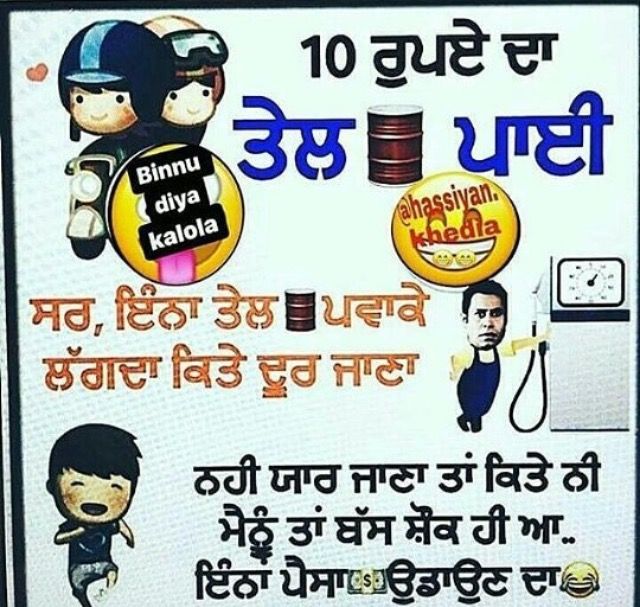 10 ਰੁਪਏ ਦਾ
ਤੇਲ 🛢️ ਪਾਈ
Binnu
diya
kalola
@hassiyan.
khedla
ਸਰ, ਇੰਨਾ ਤੇਲ 🛢️ ਪਵਾਕੇ
ਲੱਗਦਾ ਕਿਤੇ ਦੂਰ ਜਾਣਾ
ਨਹੀ ਯਾਰ ਜਾਣਾ ਤਾਂ ਕਿਤੇ ਨੀ
ਮੈਨੂੰ ਤਾਂ ਬੱਸ ਸ਼ੌਕ ਹੀ ਆ..
ਇੰਨਾਂ ਪੈਸਾ💵ਉਡਾਉਣ ਦਾ😂